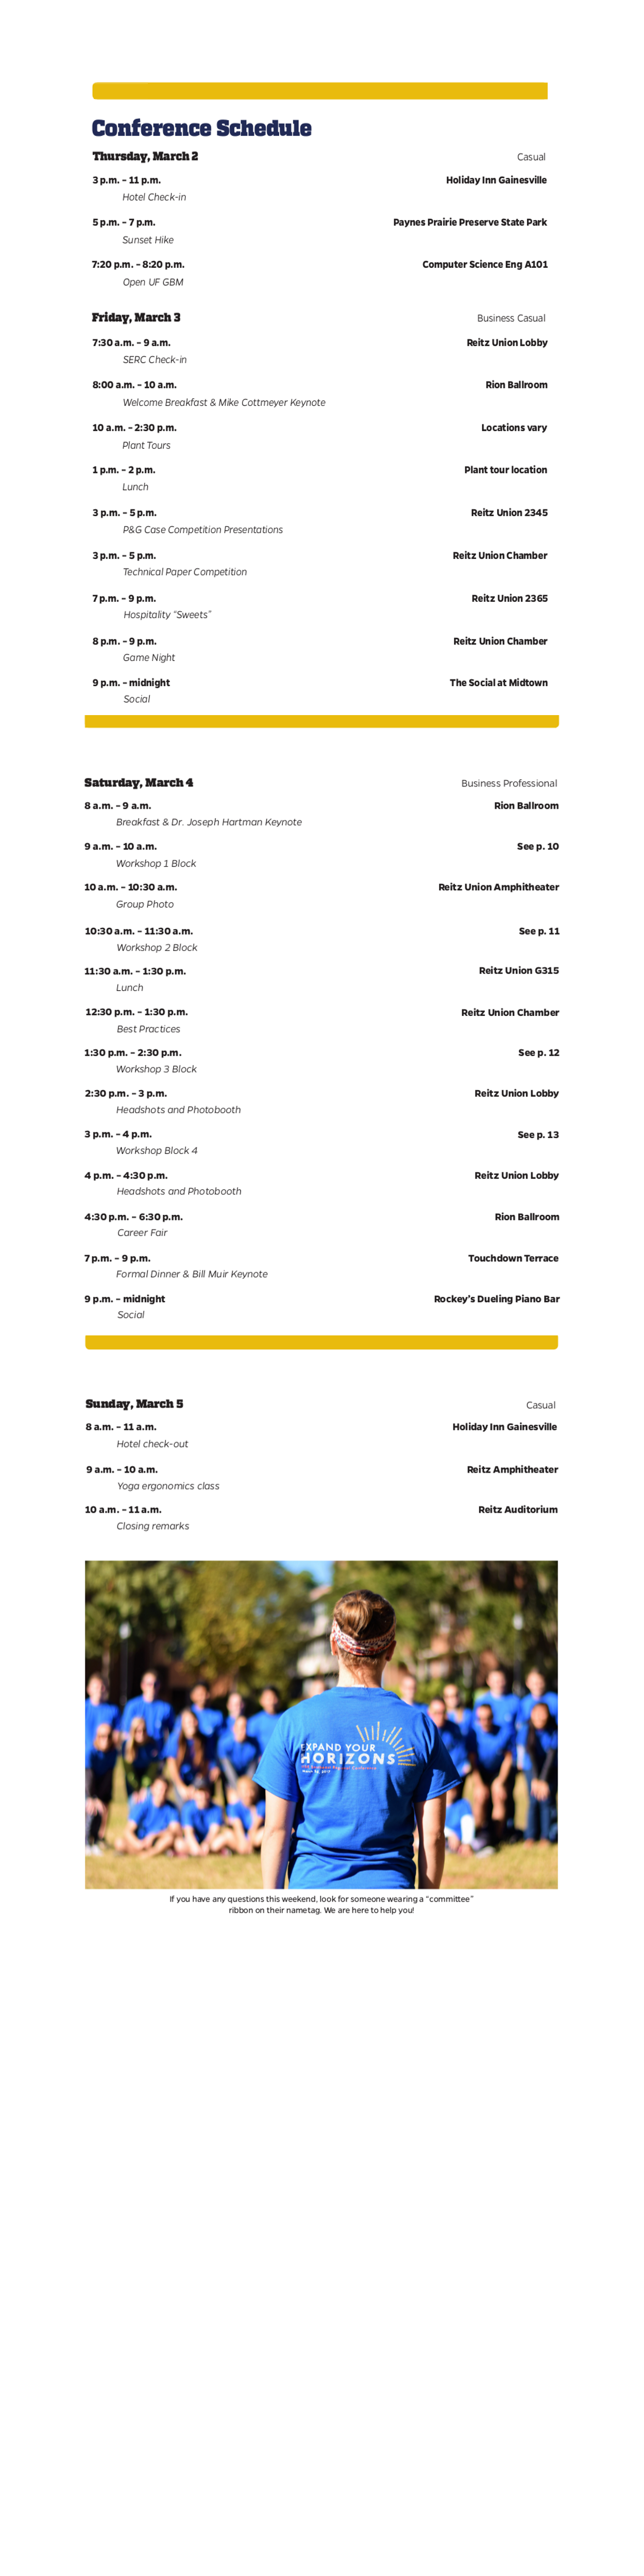 Conference Schedule
Thursday, March 2 Casual
3 p.m. – 11 p.m. Holiday Inn Gainesville
Hotel Check-in
5 p.m. – 7 p.m. Paynes Prairie Preserve State Park
Sunset Hike
7:20 p.m. – 8:20 p.m. Computer Science Eng A101
Open UF GBM
Friday, March 3 Business Casual
7:30 a.m. – 9 a.m. Reitz Union Lobby
SERC Check-in
8:00 a.m. – 10 a.m. Rion Ballroom
Welcome Breakfast & Mike Cottmeyer Keynote
10 a.m. – 2:30 p.m. Locations vary
Plant Tours
1 p.m. – 2 p.m. Plant tour location
Lunch
3 p.m. – 5 p.m. Reitz Union 2345
P&G Case Competition Presentations
3 p.m. – 5 p.m. Reitz Union Chamber
Technical Paper Competition
7 p.m. – 9 p.m. Reitz Union 2365
Hospitality “Sweets”
8 p.m. – 9 p.m. Reitz Union Chamber
Game Night
9 p.m. – midnight The Social at Midtown
Social
Saturday, March 4 Business Professional
8 a.m. – 9 a.m. Rion Ballroom
Breakfast & Dr. Joseph Hartman Keynote
9 a.m. – 10 a.m. See p. 10
Workshop 1 Block
10 a.m. – 10:30 a.m. Reitz Union Amphitheater
Group Photo
10:30 a.m. – 11:30 a.m. See p. 11
Workshop 2 Block
11:30 a.m. – 1:30 p.m. Reitz Union G315
Lunch
12:30 p.m. – 1:30 p.m. Reitz Union Chamber
Best Practices
1:30 p.m. – 2:30 p.m. See p. 12
Workshop 3 Block
2:30 p.m. – 3 p.m. Reitz Union Lobby
Headshots and Photobooth
3 p.m. – 4 p.m. See p. 13
Workshop Block 4
4 p.m. – 4:30 p.m. Reitz Union Lobby
Headshots and Photobooth
4:30 p.m. – 6:30 p.m. Rion Ballroom
Career Fair
7 p.m. – 9 p.m. Touchdown Terrace
Formal Dinner & Bill Muir Keynote
9 p.m. – midnight Rockey’s Dueling Piano Bar
Social
Sunday, March 5 Casual
8 a.m. – 11 a.m. Holiday Inn Gainesville
Hotel check-out
9 a.m. – 10 a.m. Reitz Amphitheater
Yoga ergonomics class
10 a.m. – 11 a.m. Reitz Auditorium
Closing remarks
EXPAND YOUR
HORIZONS
If you have any questions this weekend, look for someone wearing a “committee”
ribbon on their nametag. We are here to help you!